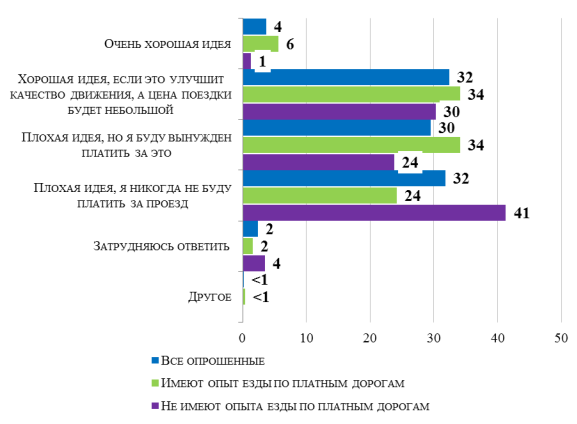 4
Очень хорошая идея
6
1
Хорошая идея, если это улучшит
32
качество движения, а цена поездки
34
будет небольшой
30
30
Плохая идея, но я буду вынужден
34
платить за это
24
32
Плохая идея, я никогда не буду
24
платить за проезд
41
2
Затрудняюсь ответить
2
4
<1
Другое
<1
0 10 20 30 40 50
Все опрошенные
Имеют опыт езды по платным дорогам
Не имеют опыта езды по платным дорогам